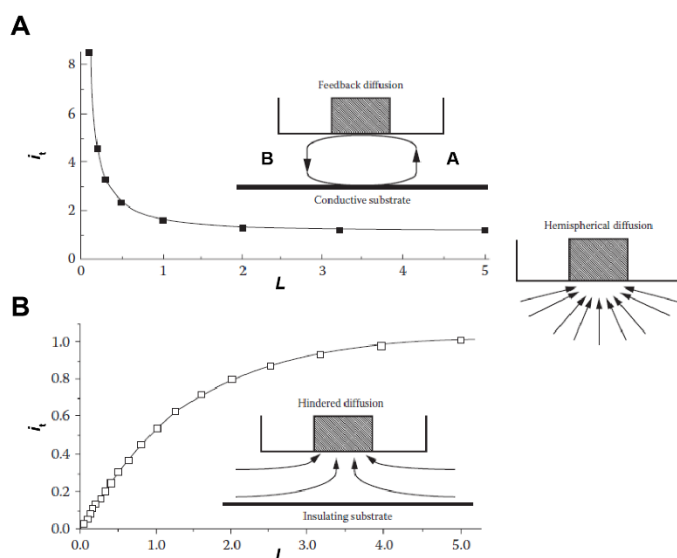 A
8
6
4
2
0
i_t
0 1 2 3 4 5
L
Feedback diffusion
B A
Conductive substrate
Hemispherical diffusion
B
1.0
0.8
0.6
0.4
0.2
0.0
i_t
0.0 1.0 2.0 3.0 4.0 5.0
L
Hindered diffusion
Insulating substrate